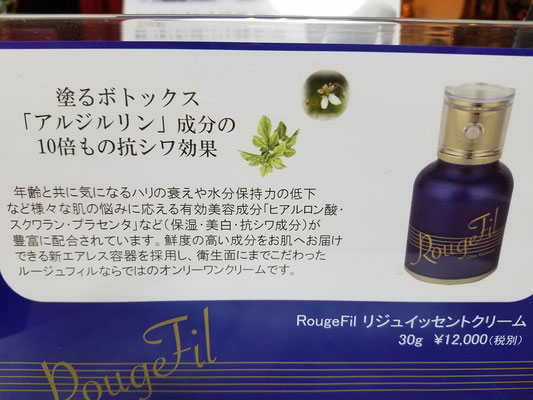 塗るボトックス
「アルジルリン」成分の
10倍もの抗シワ効果
年齢と共に気になるハリの衰えや水分保持力の低下
など様々な肌の悩みに応える有効美容成分「ヒアルロン酸・
スクワラン・プラセンタ」など（保湿・美白・抗シワ成分）が
豊富に配合されています。鮮度の高い成分をお肌へお届け
できる新エアレス容器を採用し、衛生面にまでこだわった
ルージュフィルならではのオンリーワンクリームです。
RougeFil
RougeFil リジュイッセントクリーム
30g ¥12,000(税別)
RougeFil